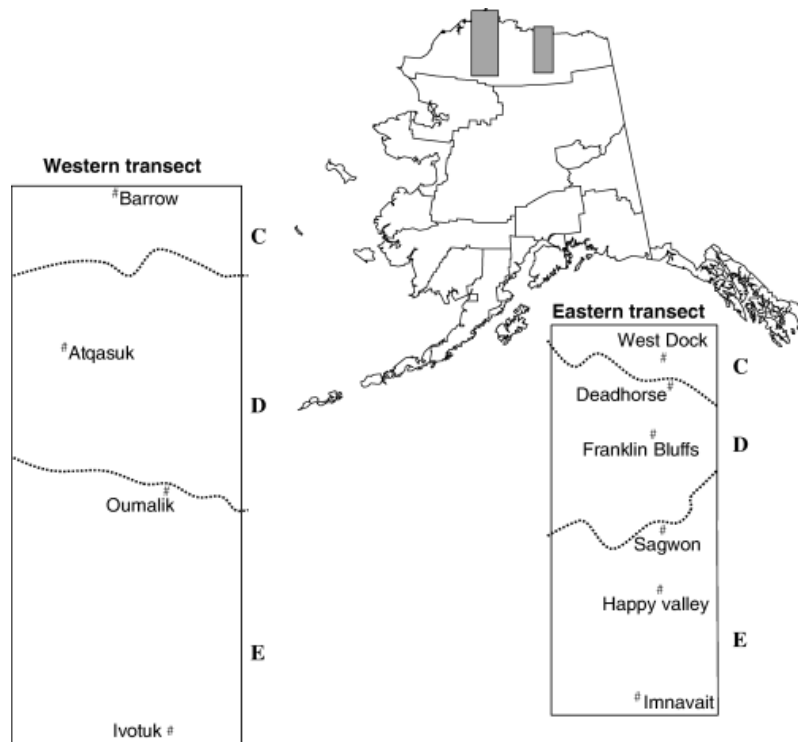 Western transect
#Barrow
C
#Atqasuk
D
#
Oumalik
E
Ivotuk #
Eastern transect
West Dock
#
C
Deadhorse#
#
Franklin Bluffs
D
#
Sagwon
#
Happy valley
E
#Imnavait